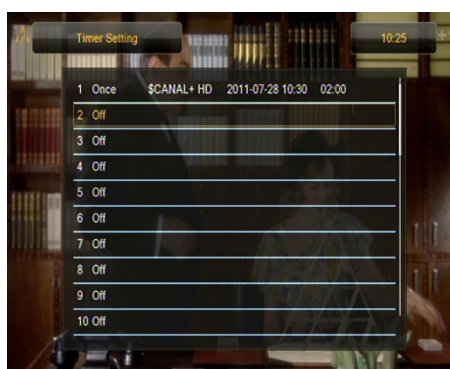 Timer Setting 10:25
1 Once $CANAL+ HD 2011-07-28 10:30 02:00
2 Off
3 Off
4 Off
5 Off
6 Off
7 Off
8 Off
9 Off
10 Off